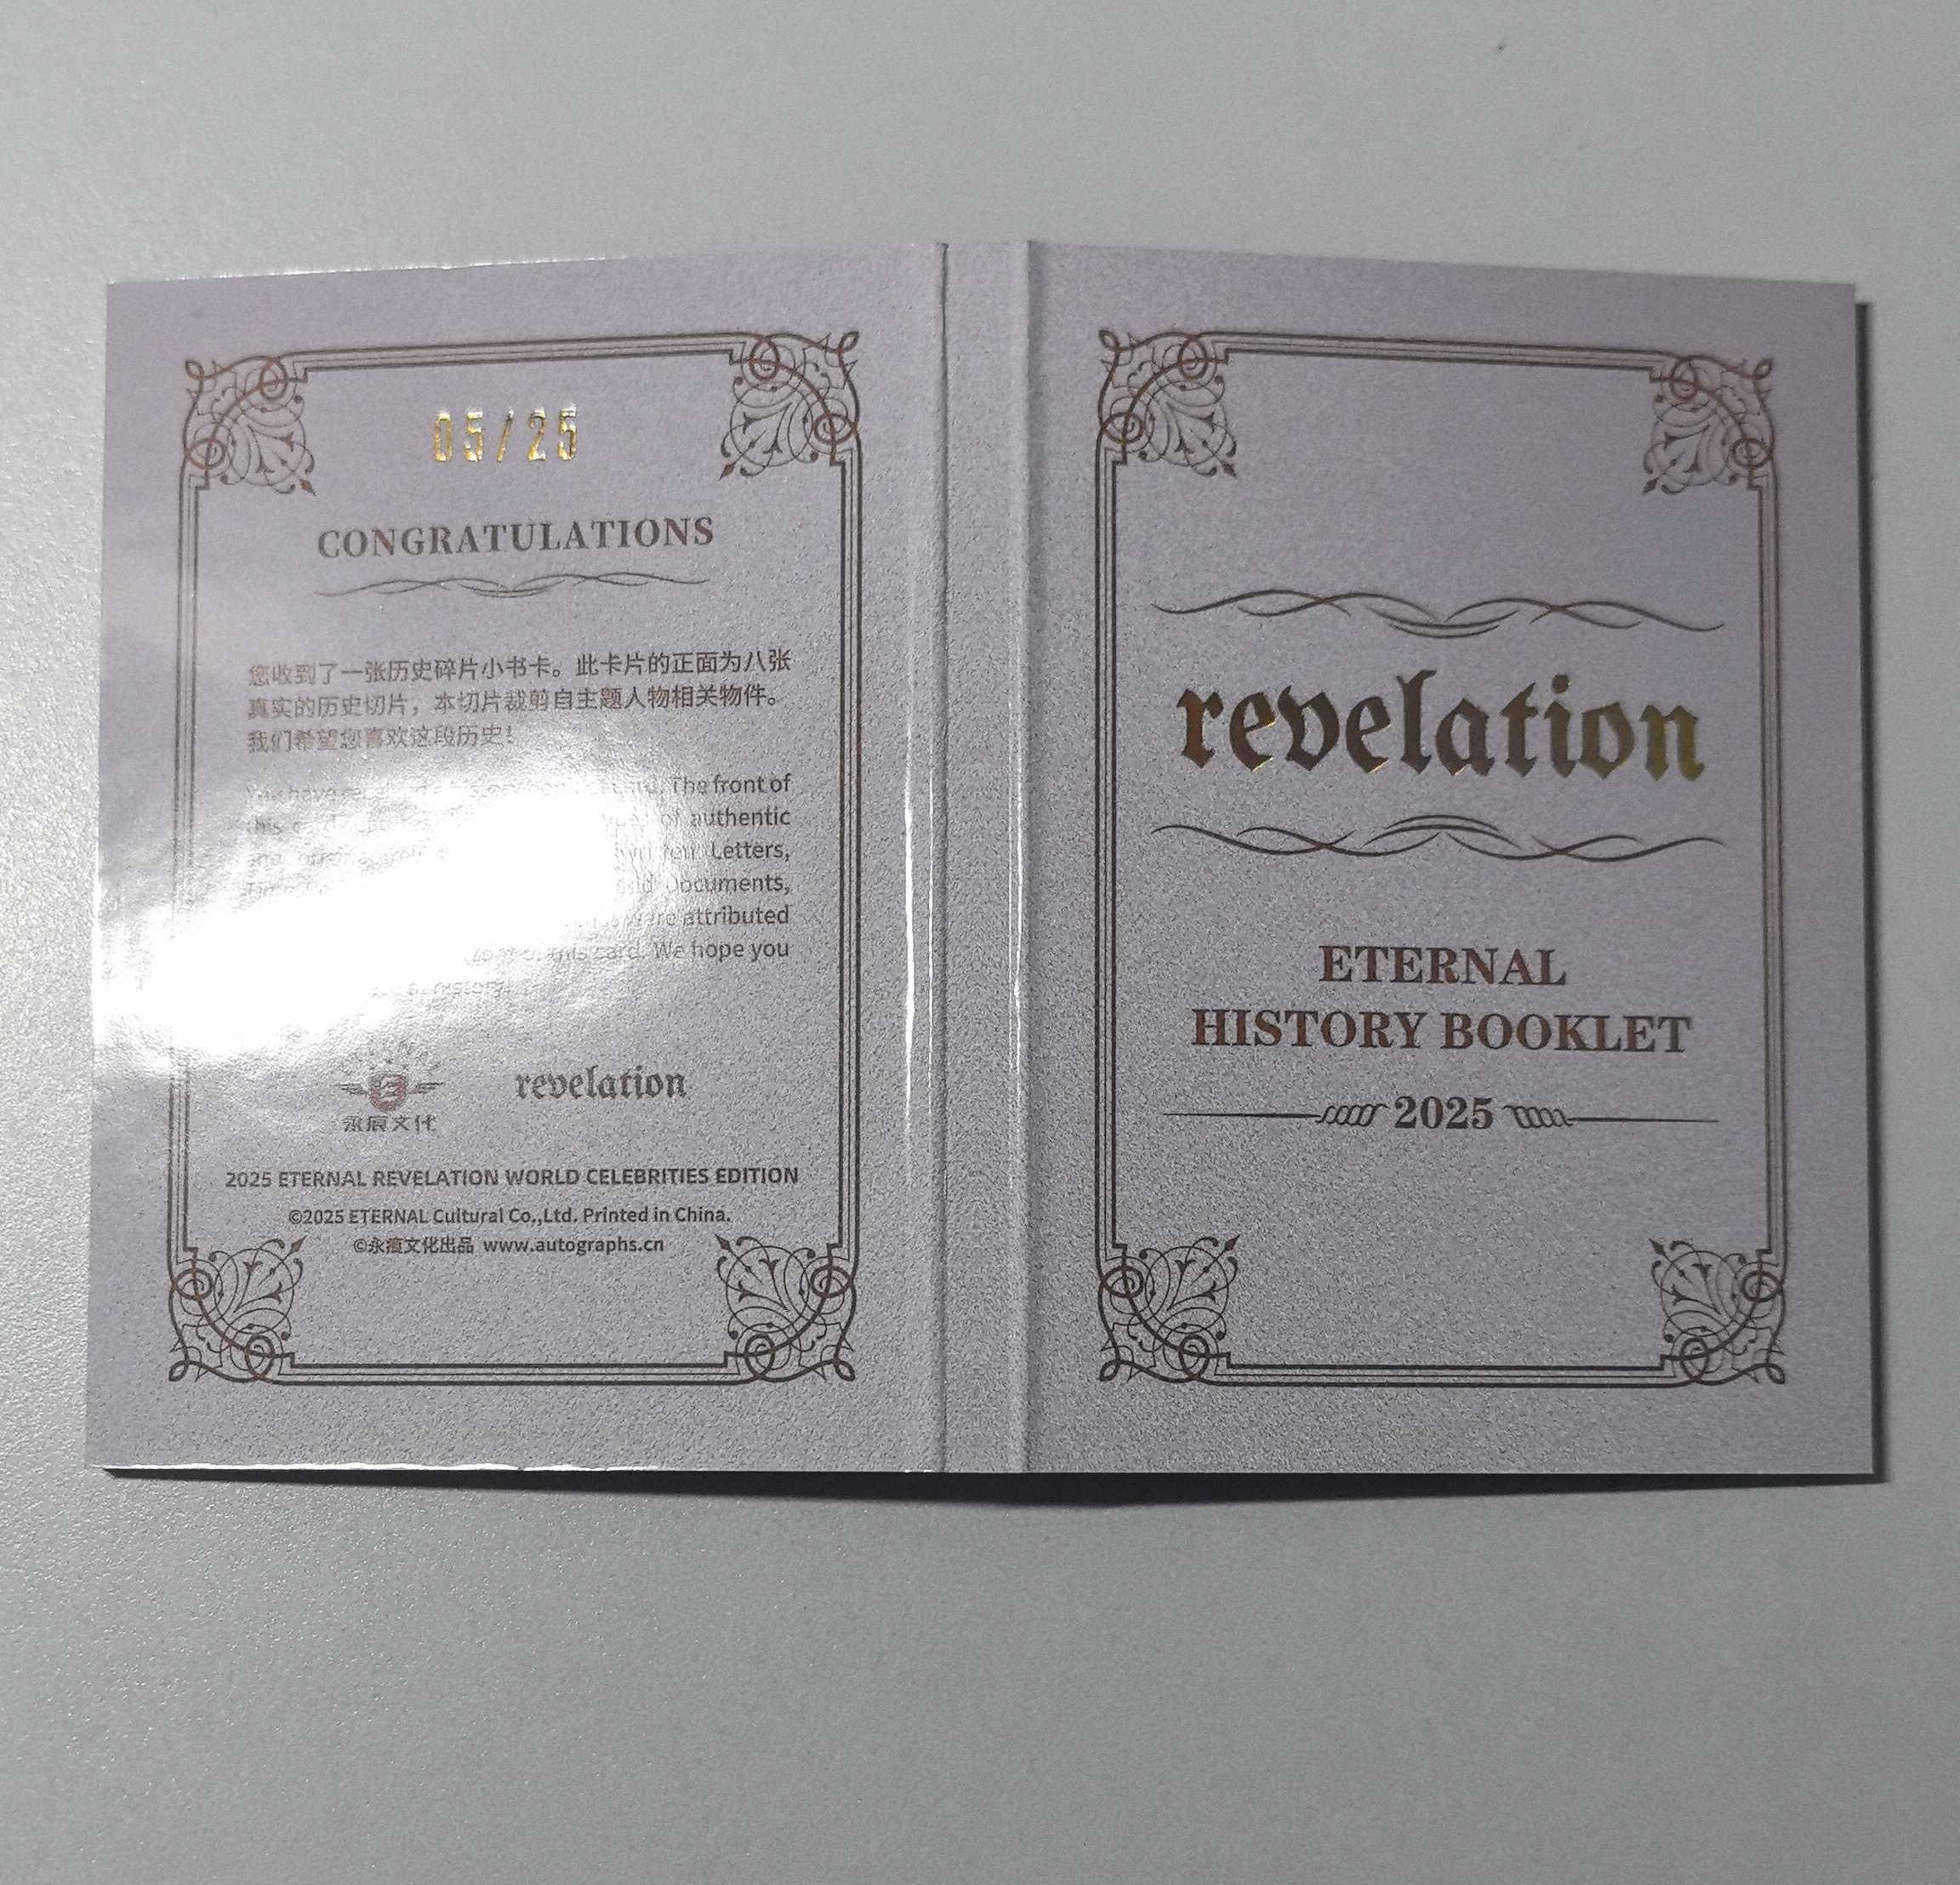 05/25
CONGRATULATIONS
您收到了一张历史碎片小书卡。此卡片的正面为八张
真实的历史切片，本切片裁剪自主题人物相关物件。
我们希望您喜欢这段历史！
You have The front of
this authentic
and Letters,
Documents,
attributed
this card. We hope you
永痕文化
revelation
2025 ETERNAL REVELATION WORLD CELEBRITIES EDITION
©2025 ETERNAL Cultural Co.,Ltd. Printed in China.
©永痕文化出品 www.autographs.cn
revelation
ETERNAL
HISTORY BOOKLET
2025